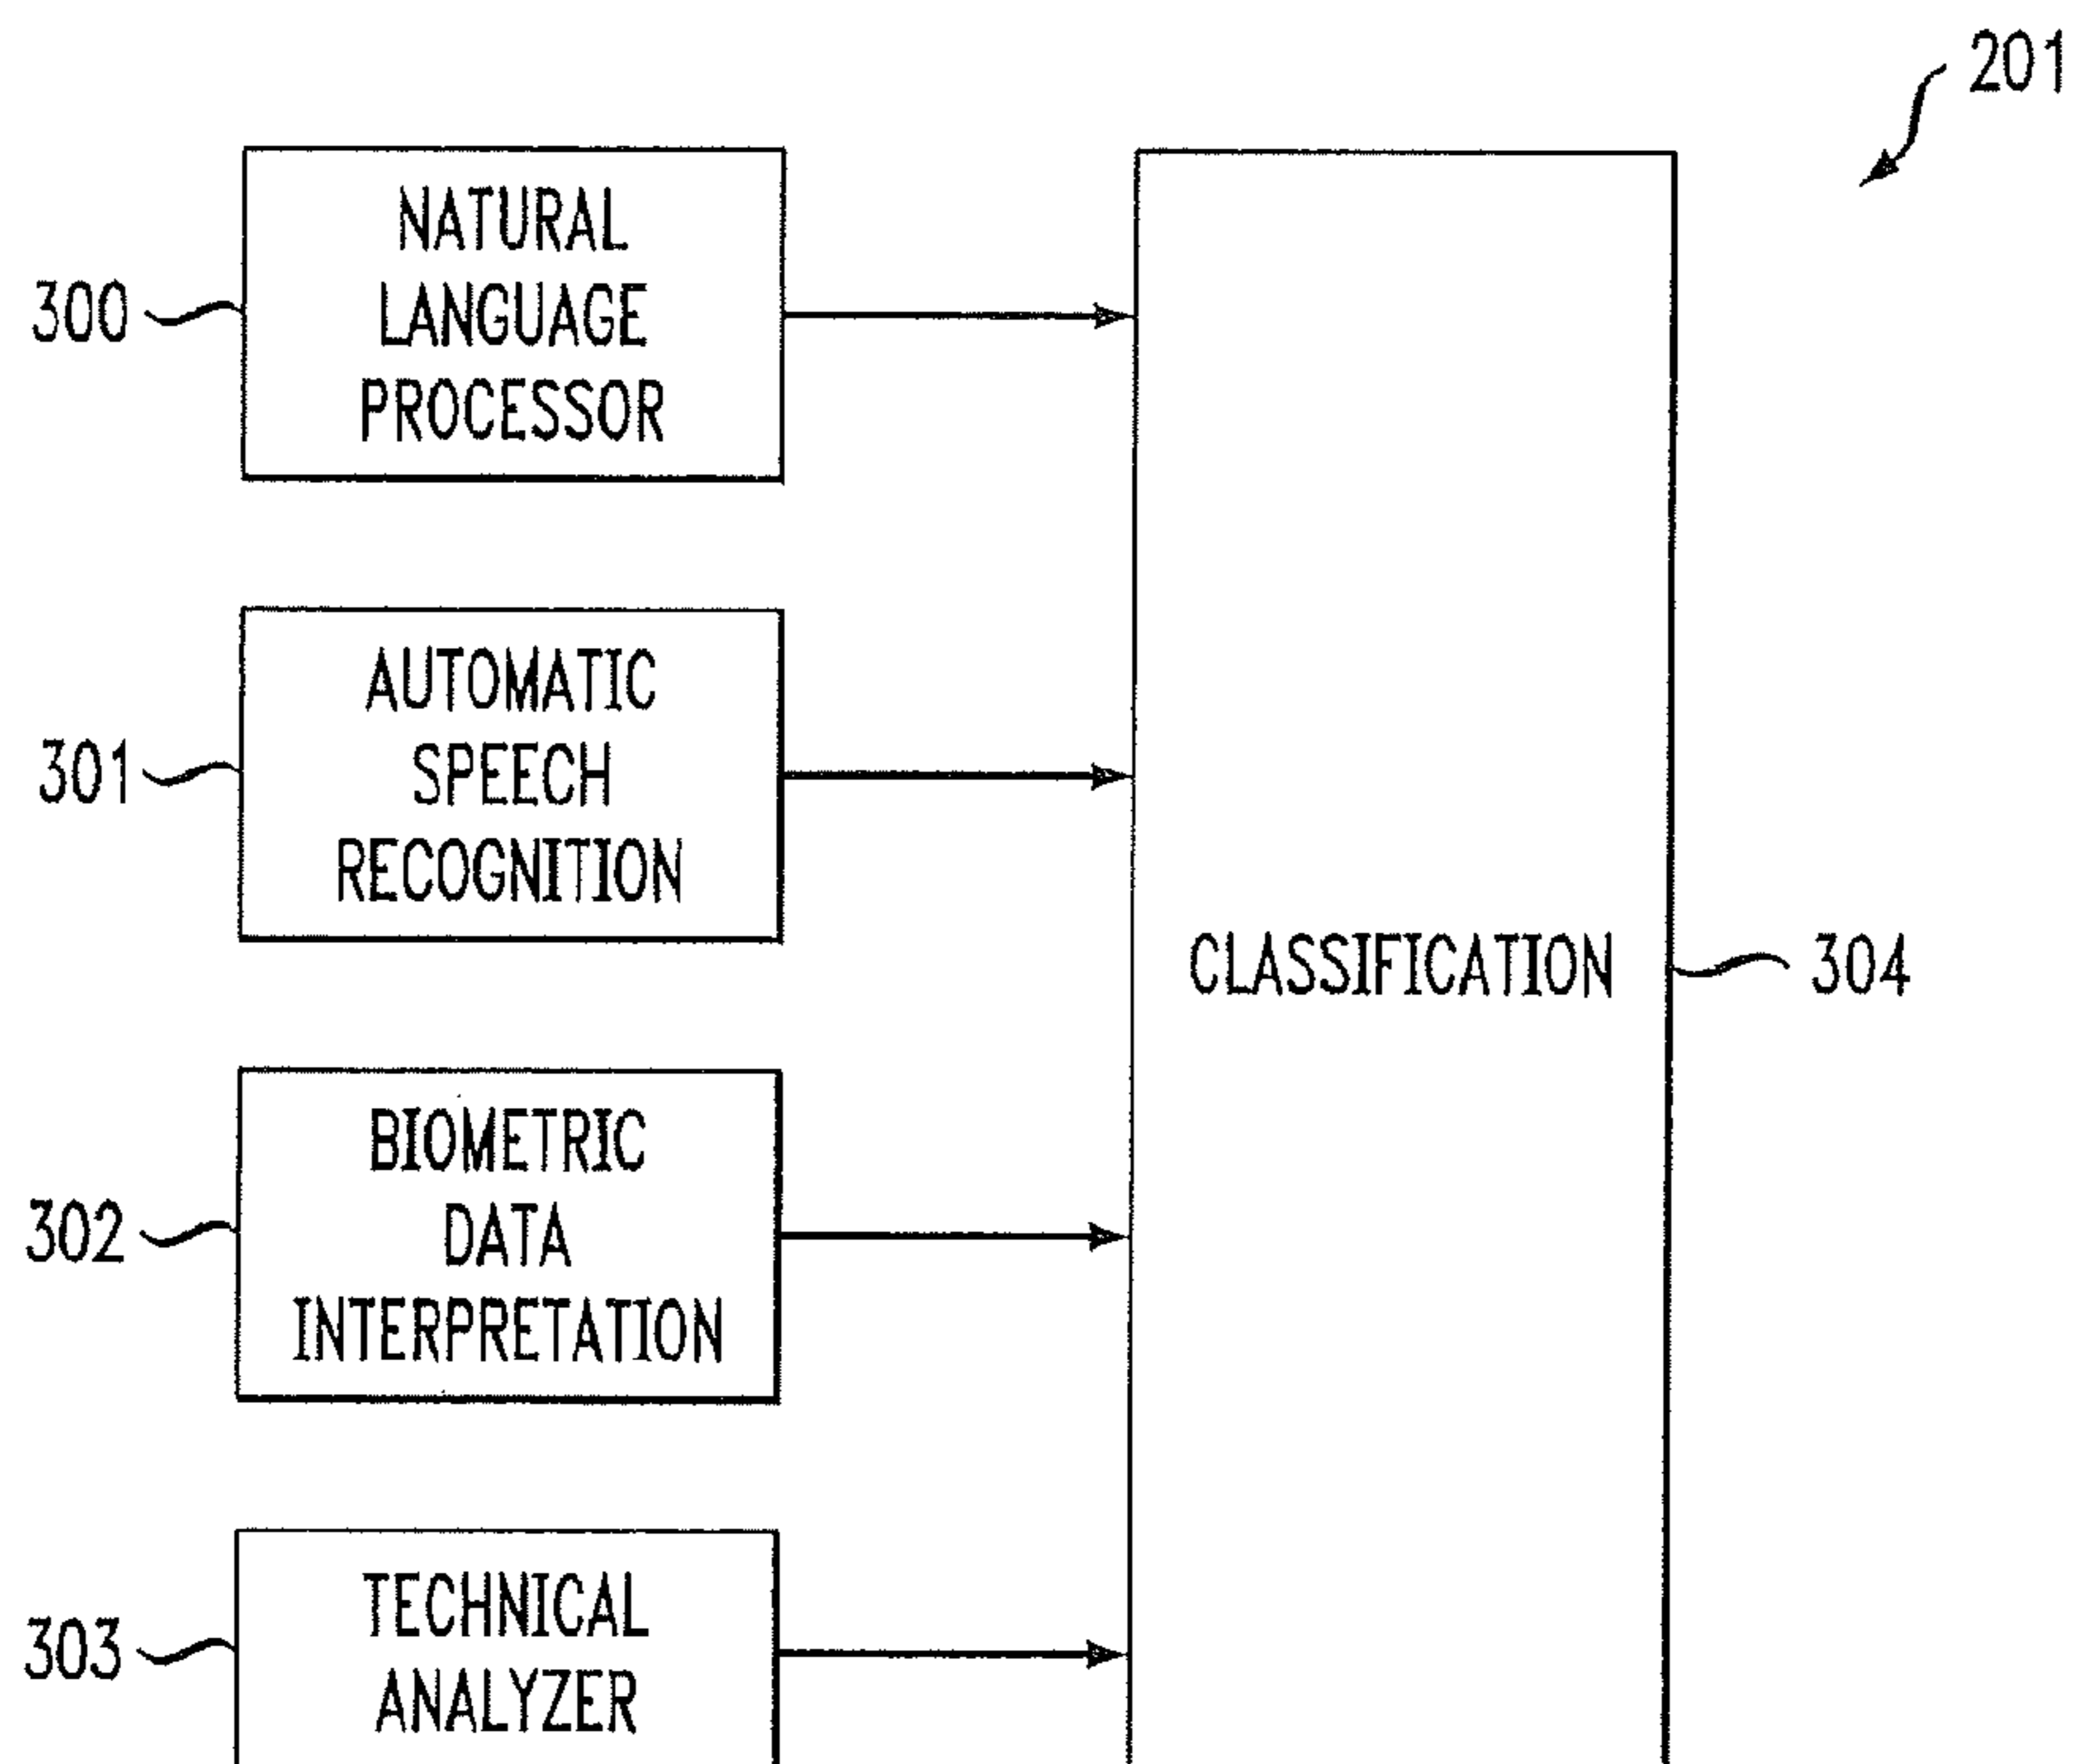 201
NATURAL
LANGUAGE
PROCESSOR
300
AUTOMATIC
SPEECH
RECOGNITION
301
CLASSIFICATION
304
BIOMETRIC
DATA
INTERPRETATION
302
TECHNICAL
ANALYZER
303